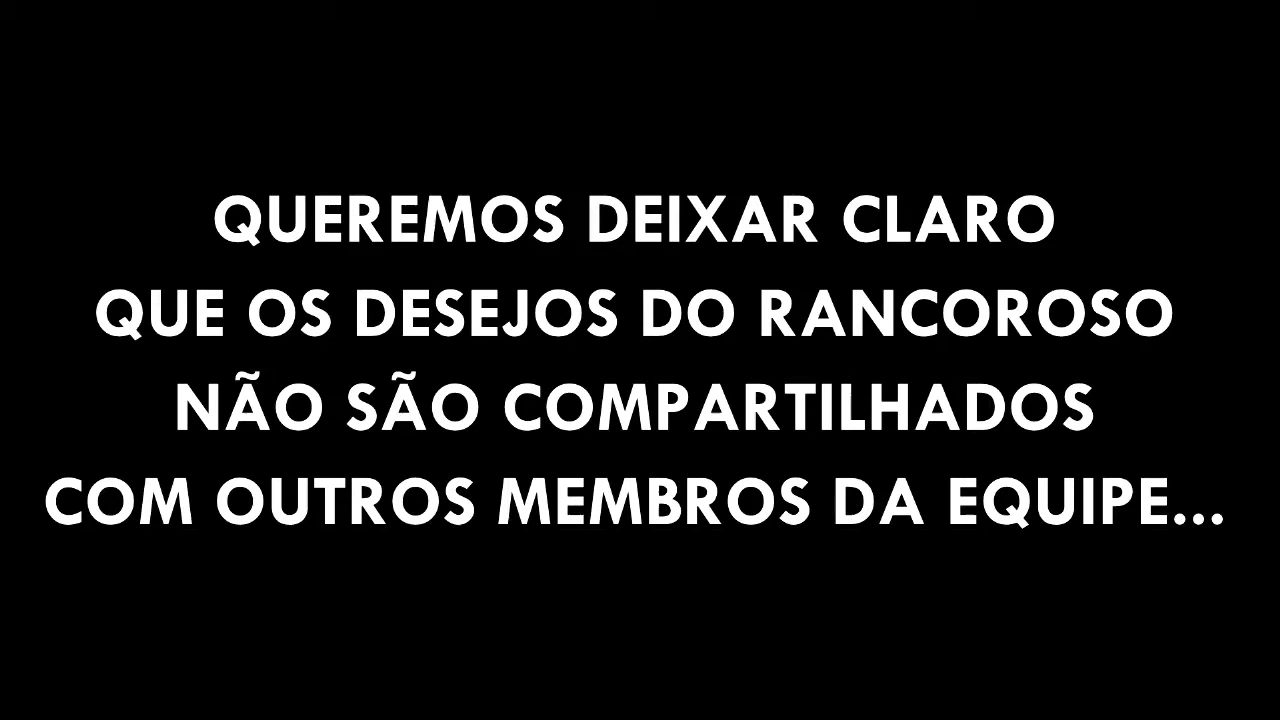 QUEREMOS DEIXAR CLARO
QUE OS DESEJOS DO RANCOROSO
NÃO SÃO COMPARTILHADOS
COM OUTROS MEMBROS DA EQUIPE...